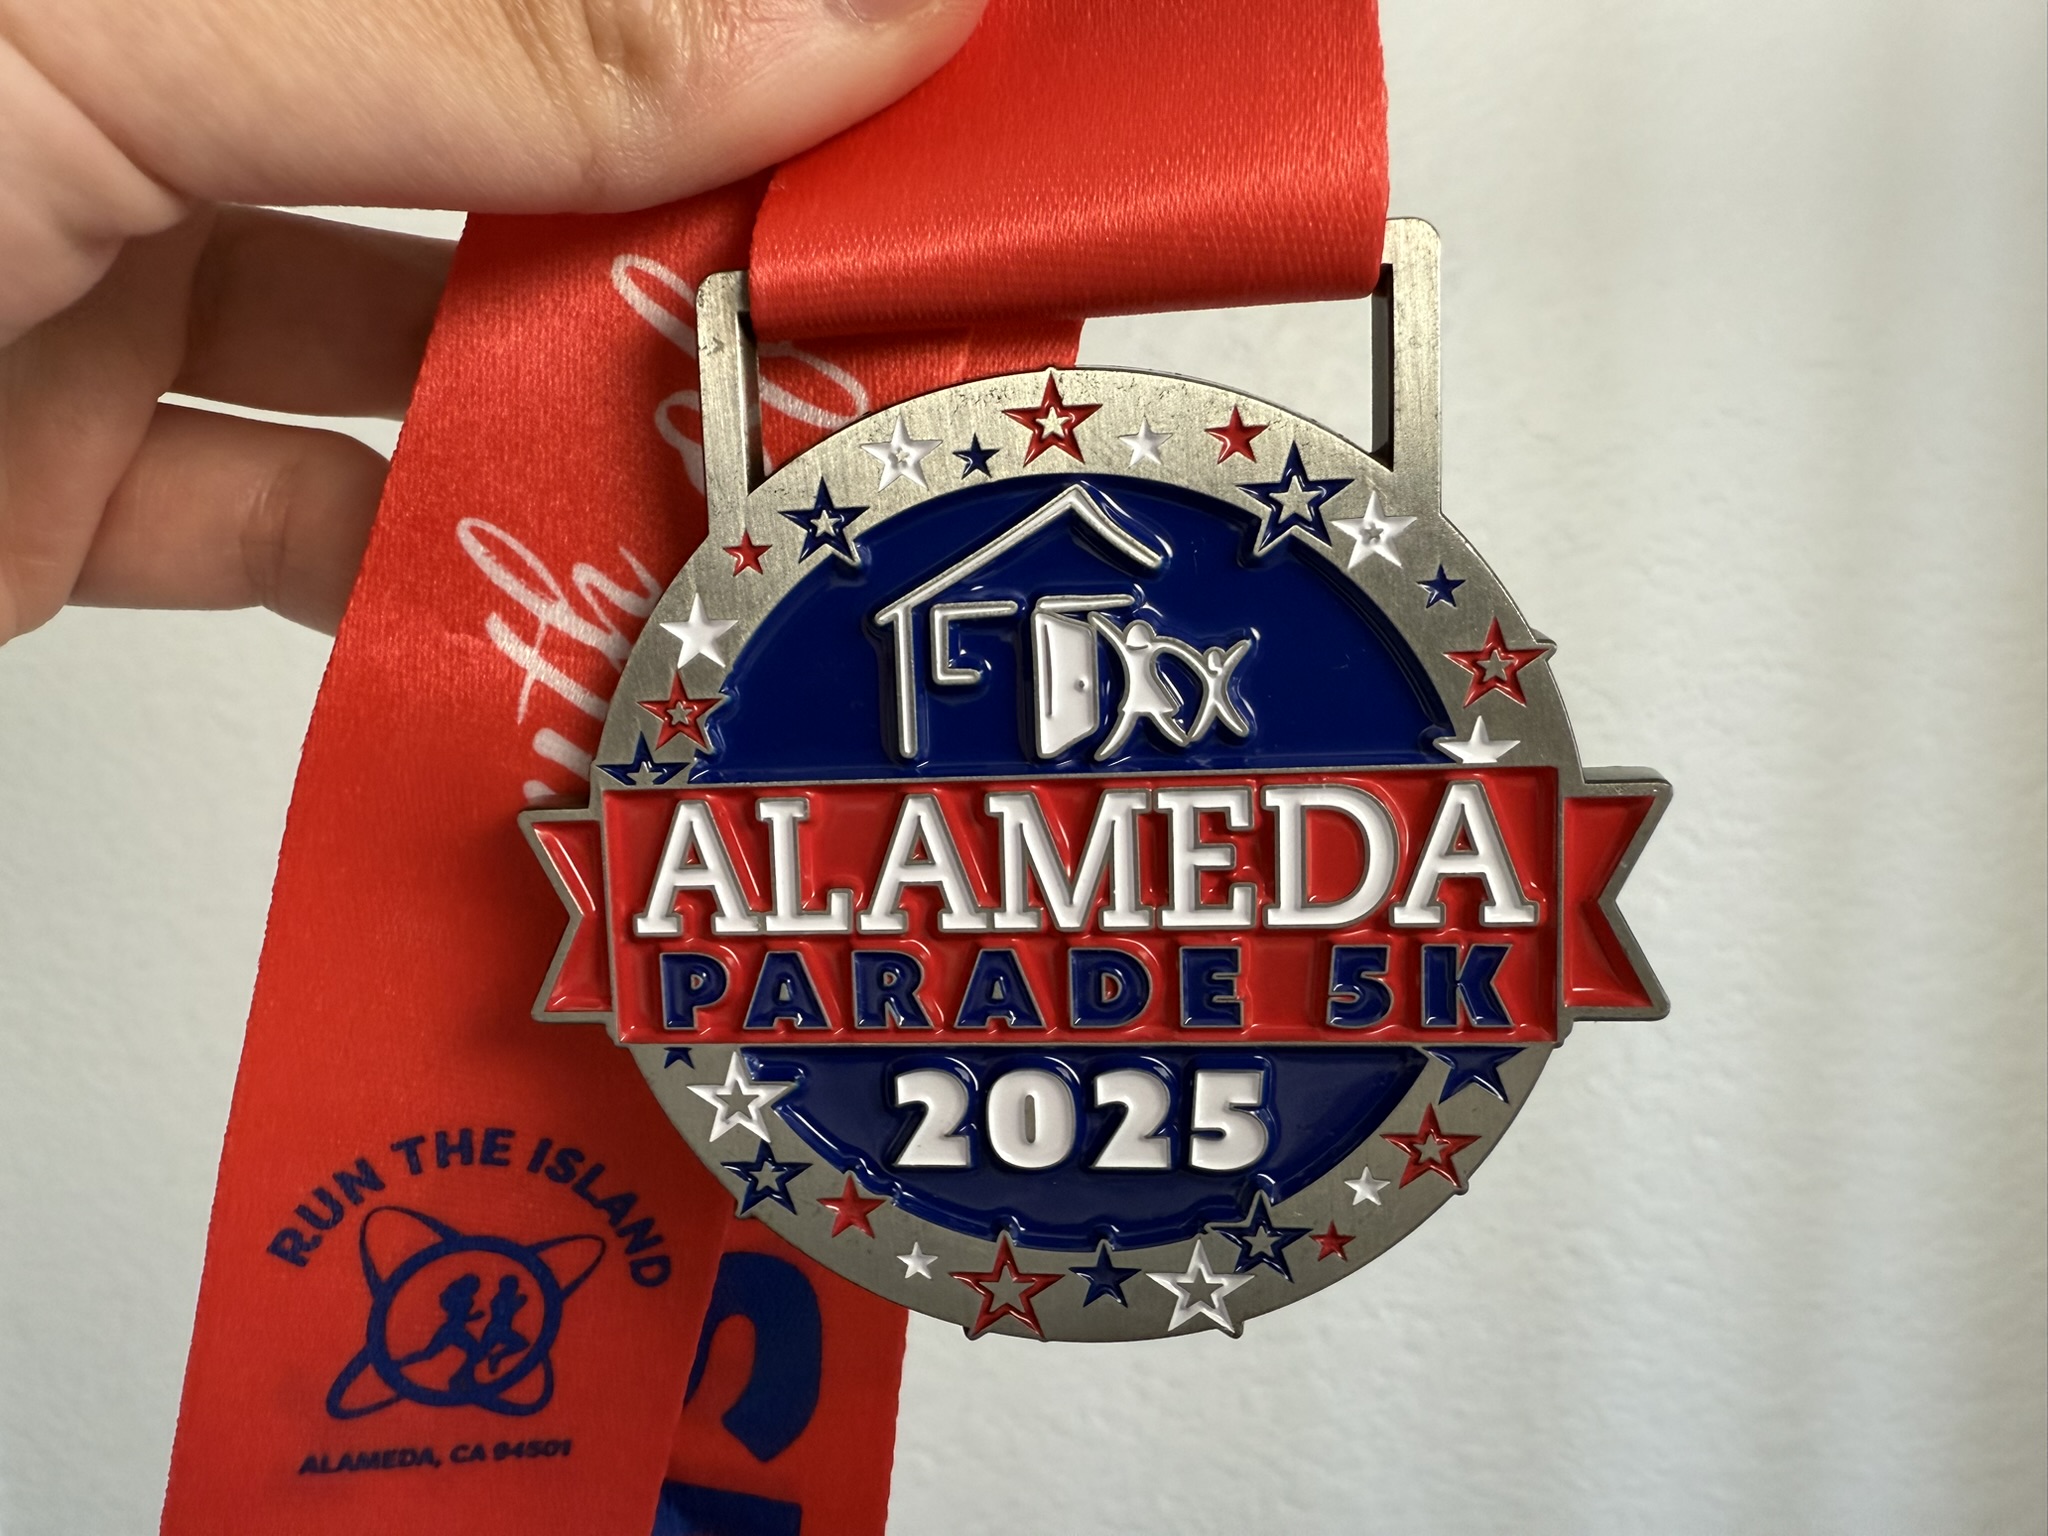 ALAMEDA
PARADE 5K
2025
RUN THE ISLAND
ALAMEDA, CA 94501